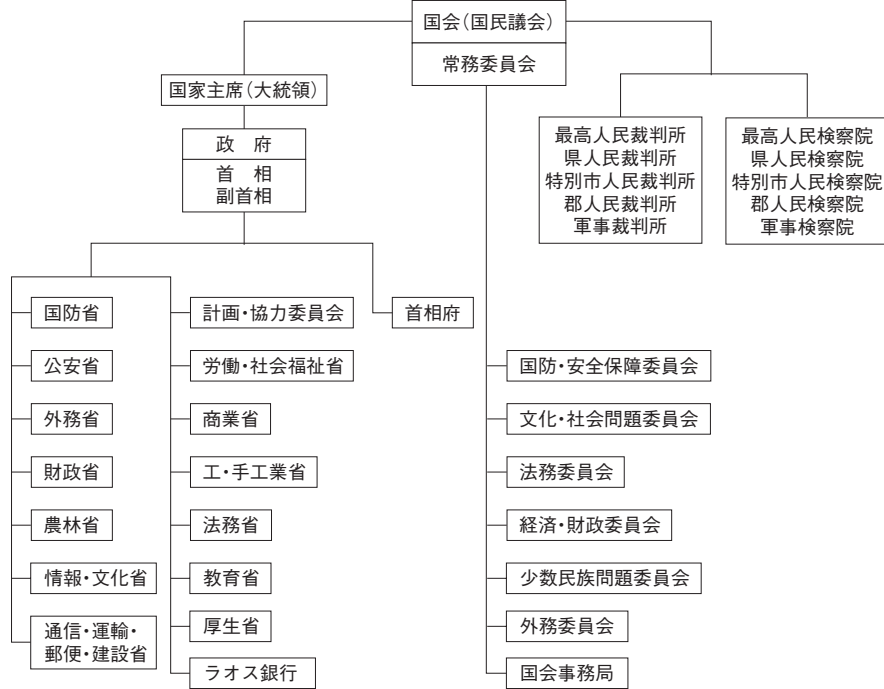 国会（国民議会）
常務委員会
国家主席（大統領）
政　府
首　相
副首相
最高人民裁判所
県人民裁判所
特別市人民裁判所
郡人民裁判所
軍事裁判所
最高人民検察院
県人民検察院
特別市人民検察院
郡人民検察院
軍事検察院
国防省
公安省
外務省
財政省
農林省
情報・文化省
通信・運輸・
郵便・建設省
計画・協力委員会
労働・社会福祉省
商業省
工・手工業省
法務省
教育省
厚生省
ラオス銀行
首相府
国防・安全保障委員会
文化・社会問題委員会
法務委員会
経済・財政委員会
少数民族問題委員会
外務委員会
国会事務局